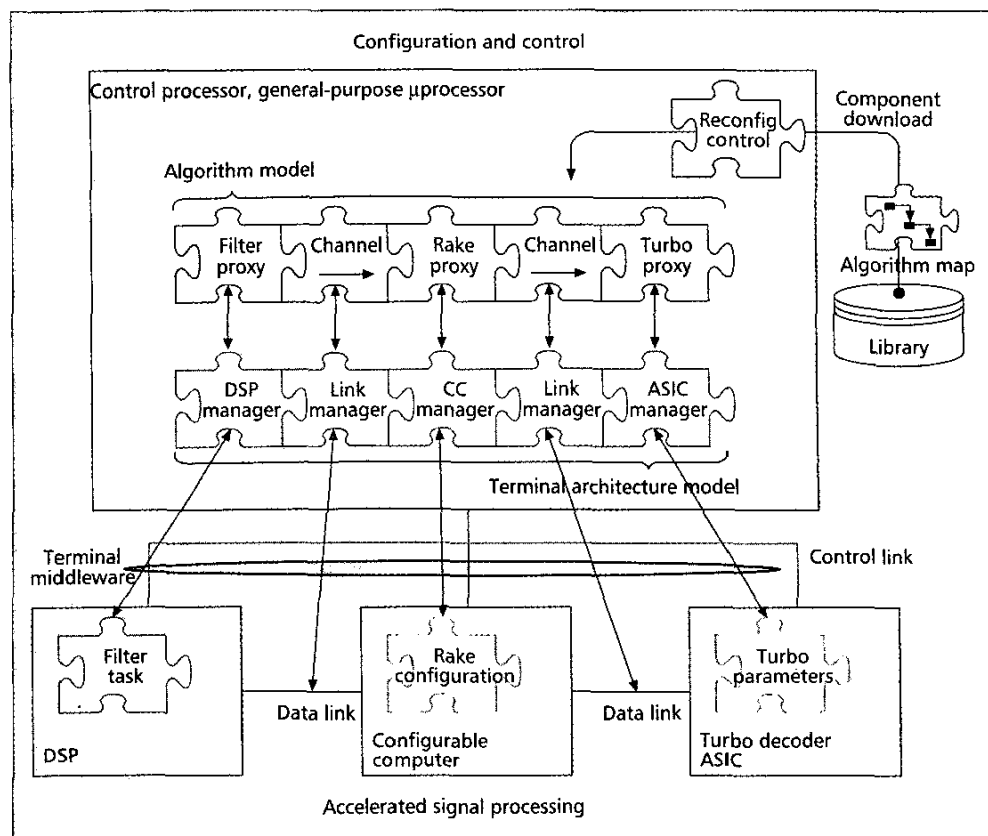 Configuration and control
Control processor, general-purpose µprocessor
Component
download
Reconfig
control
Algorithm model
Filter
proxy
Channel
Rake
proxy
Channel
Turbo
proxy
Algorithm map
Library
DSP
manager
Link
manager
CC
manager
Link
manager
ASIC
manager
Terminal architecture model
Terminal
middleware
Control link
Filter
task
Rake
configuration
Turbo
parameters
Data link
Data link
DSP
Configurable
computer
Turbo decoder
ASIC
Accelerated signal processing